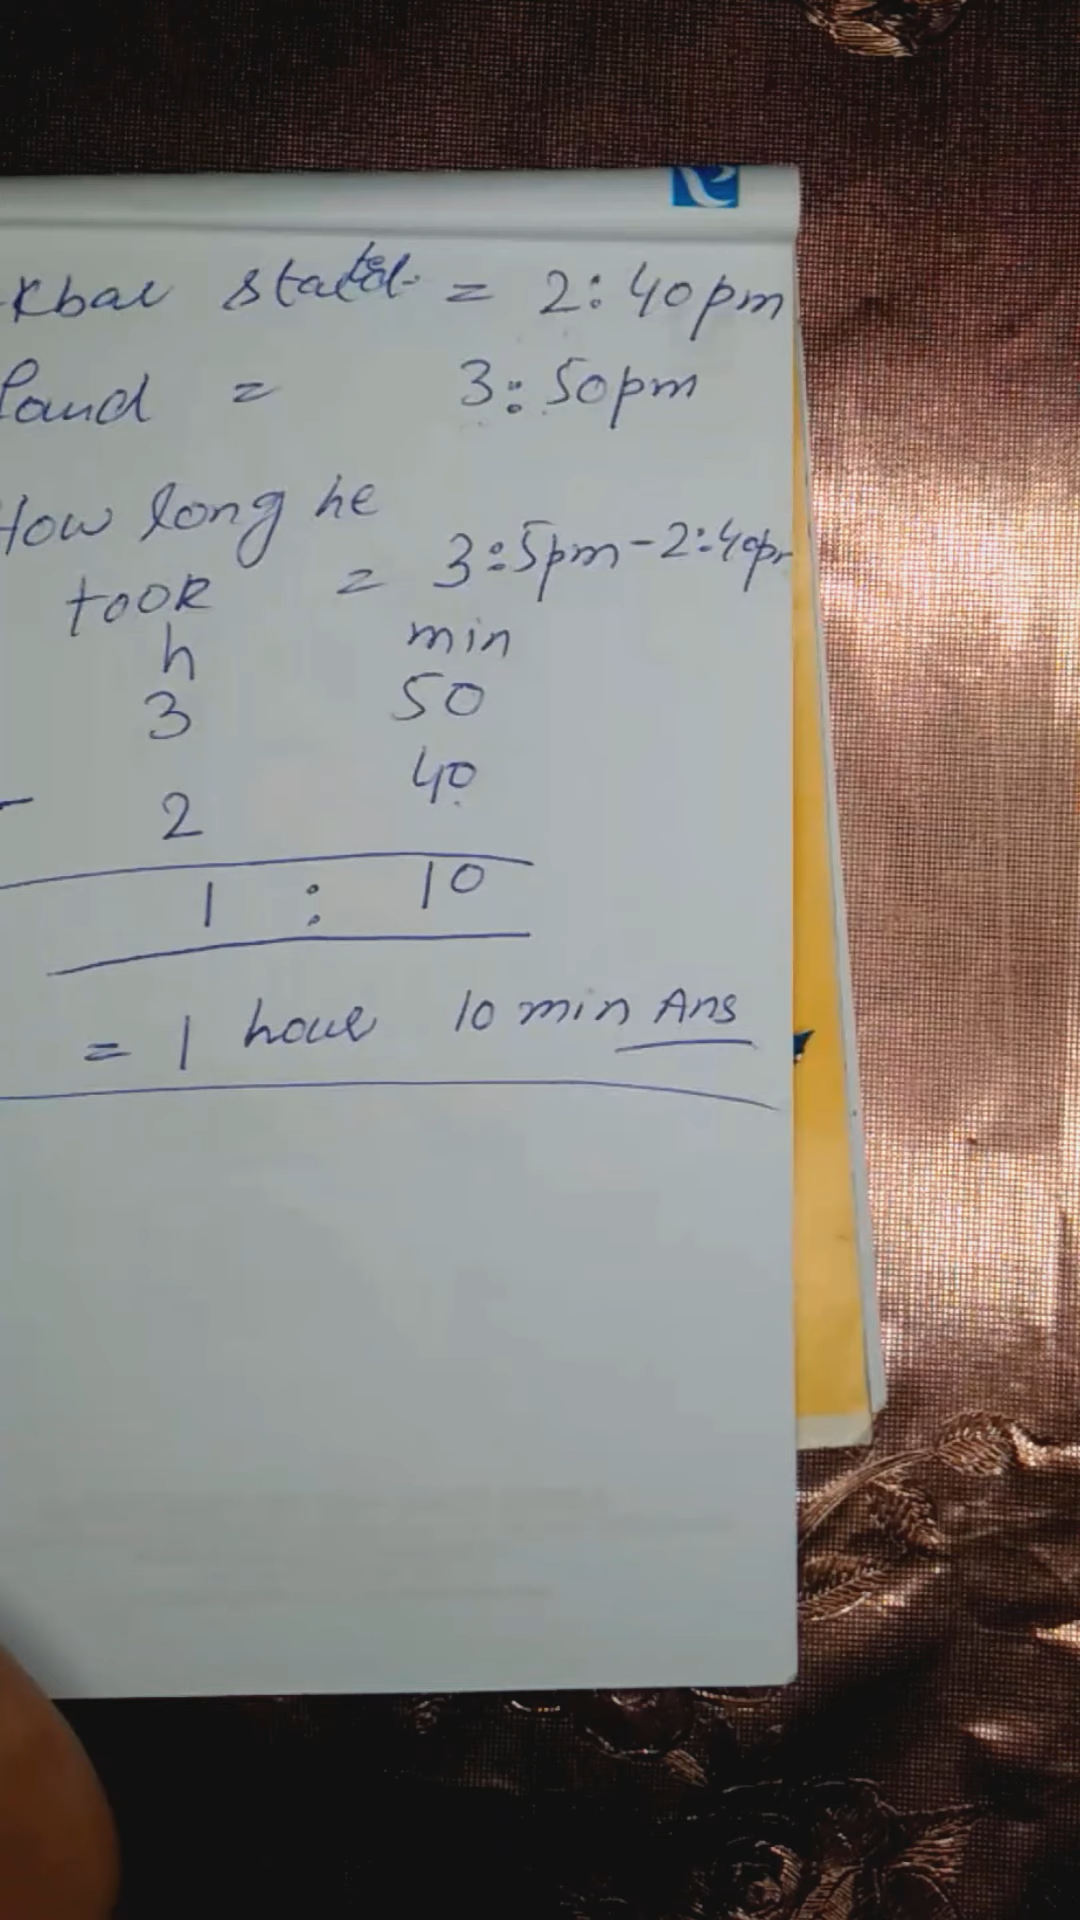 kbar started = 2:40pm
land = 3:50pm
How long he
took = 3:5pm-2:40pm
h min
3 50
- 2 40
1 : 10
= 1 hour 10 min Ans